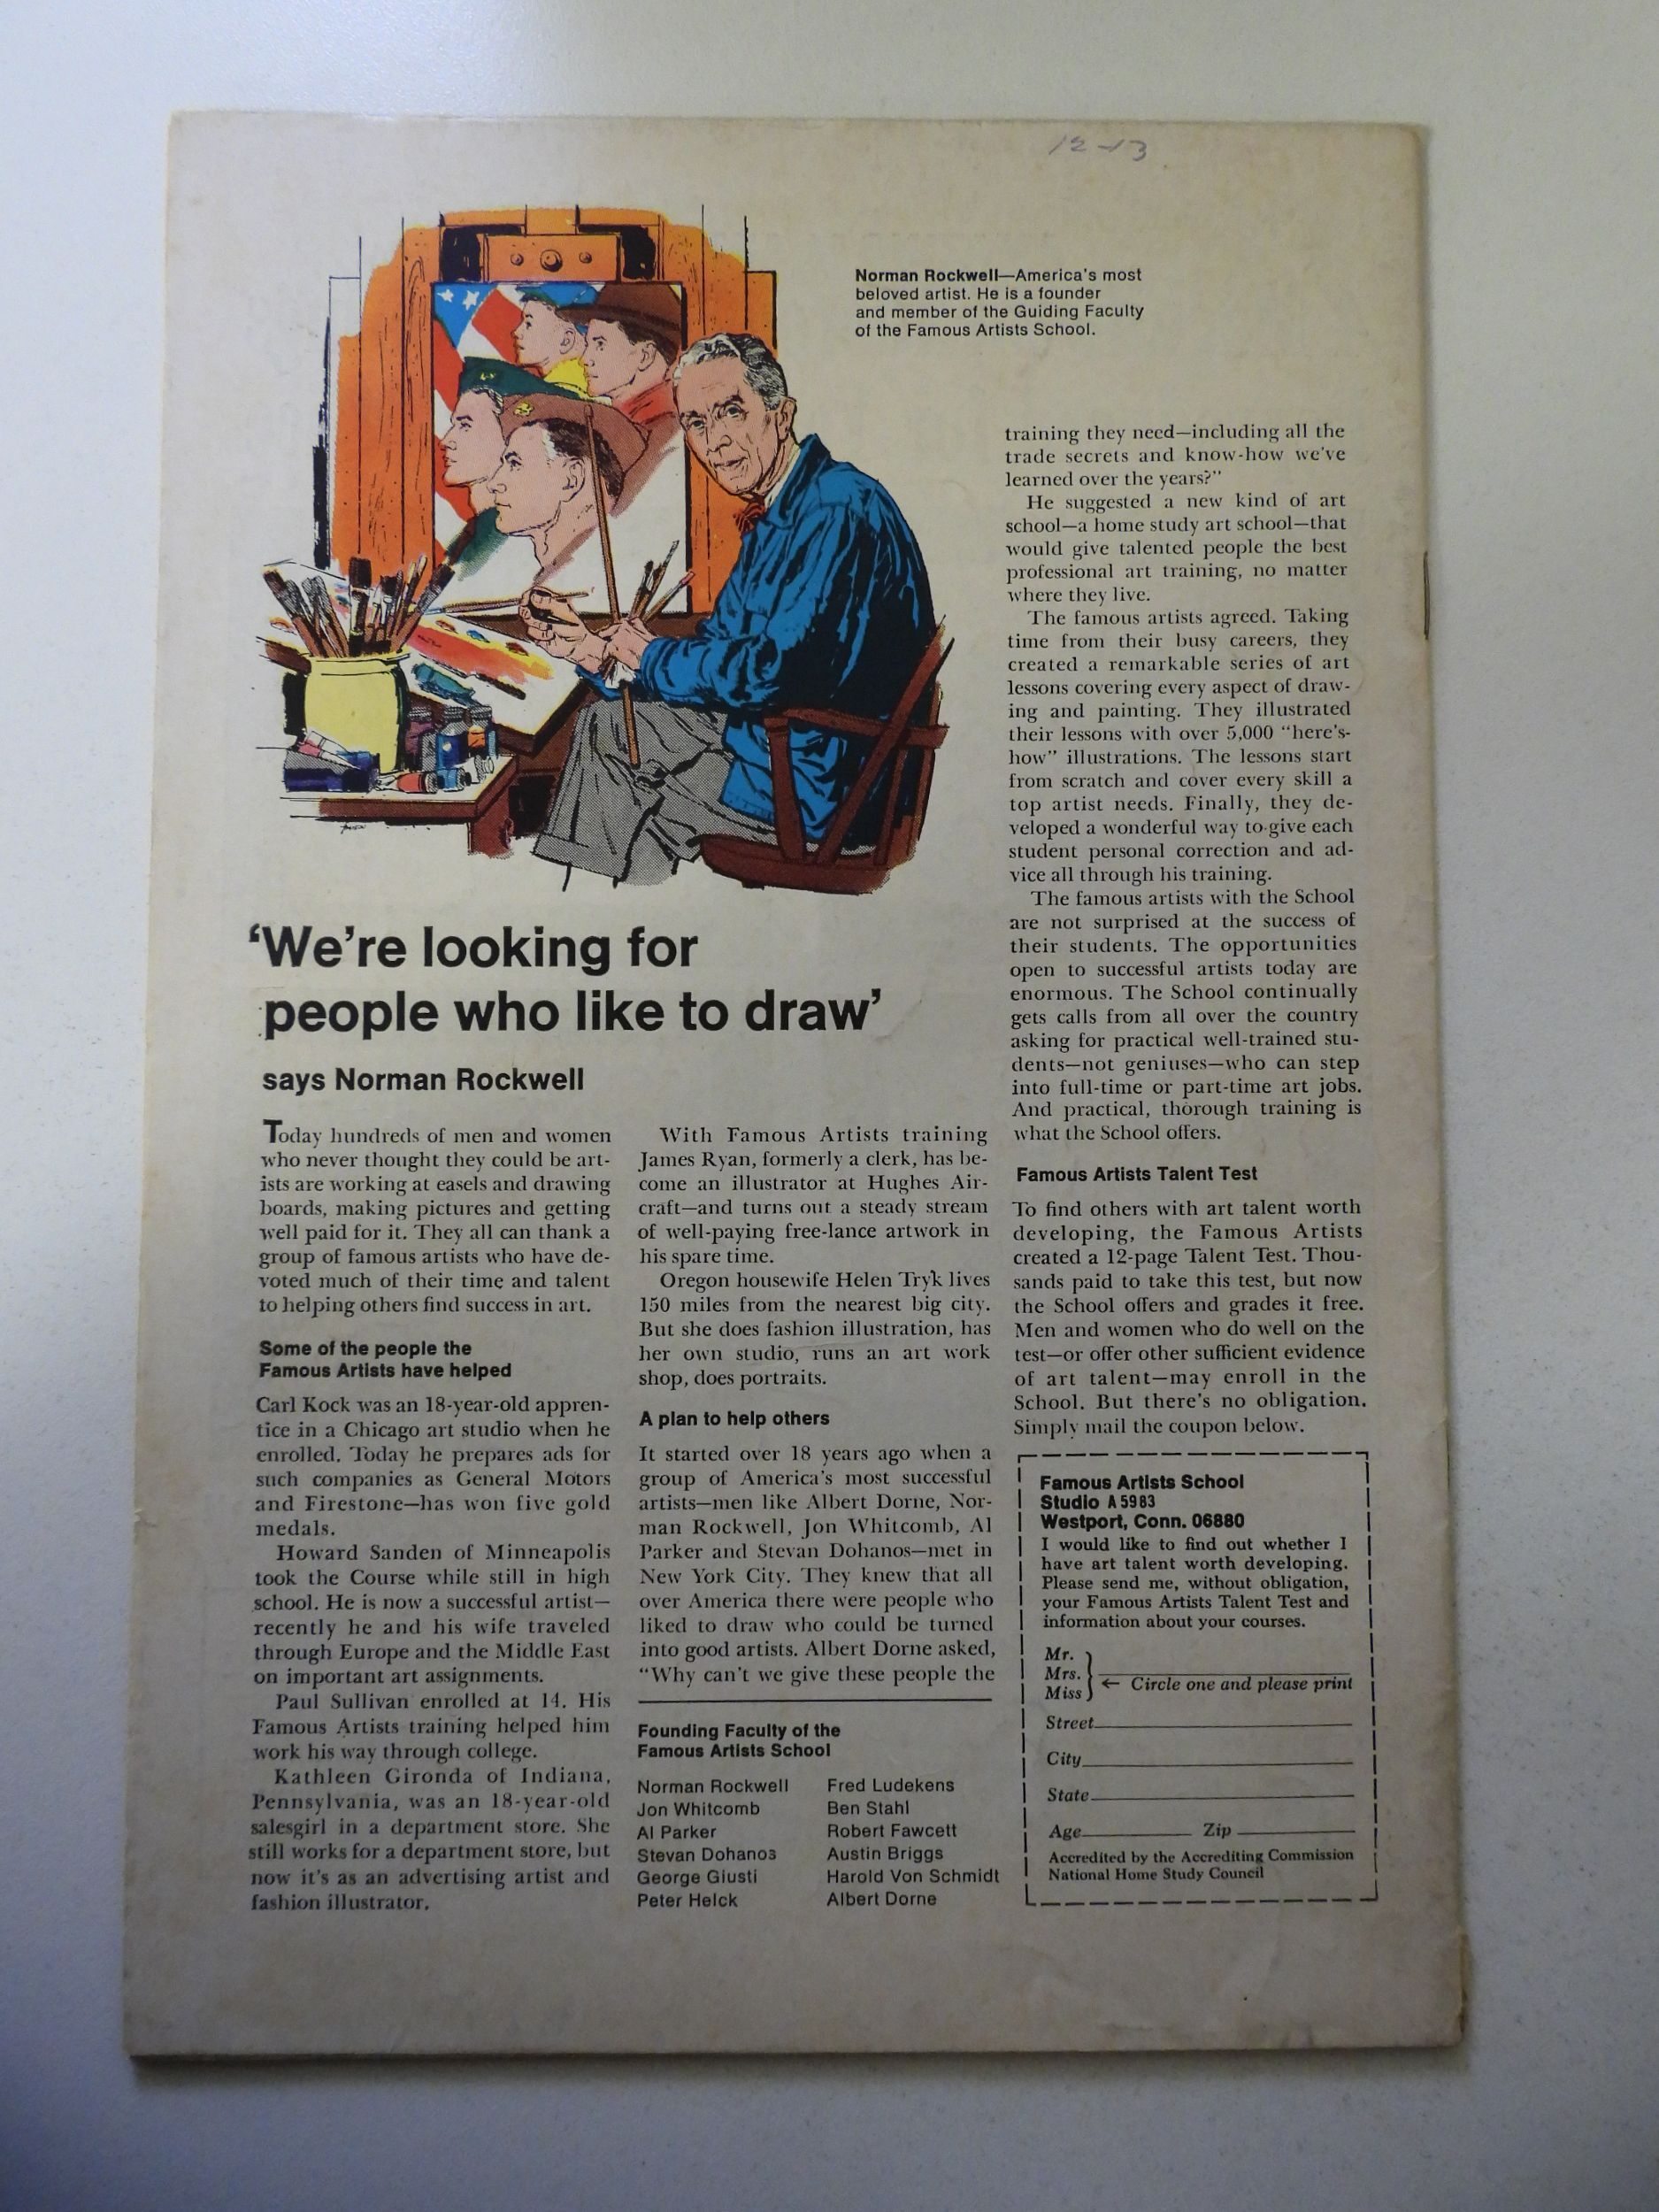 12-13
Norman Rockwell—America's most
beloved artist. He is a founder
and member of the Guiding Faculty
of the Famous Artists School.
‘We're looking for
people who like to draw’
says Norman Rockwell
Today hundreds of men and women
who never thought they could be art-
ists are working at easels and drawing
boards, making pictures and getting
well paid for it. They all can thank a
group of famous artists who have de-
voted much of their time and talent
to helping others find success in art.
Some of the people the
Famous Artists have helped
Carl Kock was an 18-year-old appren-
tice in a Chicago art studio when he
enrolled. Today he prepares ads for
such companies as General Motors
and Firestone—has won five gold
medals.
Howard Sanden of Minneapolis
took the Course while still in high
school. He is now a successful artist—
recently he and his wife traveled
through Europe and the Middle East
on important art assignments.
Paul Sullivan enrolled at 14. His
Famous Artists training helped him
work his way through college.
Kathleen Gironda of Indiana,
Pennsylvania, was an 18-year-old
salesgirl in a department store. She
still works for a department store, but
now it's as an advertising artist and
fashion illustrator.
With Famous Artists training
James Ryan, formerly a clerk, has be-
come an illustrator at Hughes Air-
craft—and turns out a steady stream
of well-paying free-lance artwork in
his spare time.
Oregon housewife Helen Tryk lives
150 miles from the nearest big city.
But she does fashion illustration, has
her own studio, runs an art work
shop, does portraits.
A plan to help others
It started over 18 years ago when a
group of America's most successful
artists—men like Albert Dorne, Nor-
man Rockwell, Jon Whitcomb, Al
Parker and Stevan Dohanos—met in
New York City. They knew that all
over America there were people who
liked to draw who could be turned
into good artists. Albert Dorne asked,
“Why can't we give these people the
Founding Faculty of the
Famous Artists School
Norman Rockwell
Jon Whitcomb
Al Parker
Stevan Dohanos
George Giusti
Peter Helck
Fred Ludekens
Ben Stahl
Robert Fawcett
Austin Briggs
Harold Von Schmidt
Albert Dorne
training they need—including all the
trade secrets and know-how we've
learned over the years?”
He suggested a new kind of art
school—a home study art school—that
would give talented people the best
professional art training, no matter
where they live.
The famous artists agreed. Taking
time from their busy careers, they
created a remarkable series of art
lessons covering every aspect of draw-
ing and painting. They illustrated
their lessons with over 5,000 “here's-
how” illustrations. The lessons start
from scratch and cover every skill a
top artist needs. Finally, they de-
veloped a wonderful way to give each
student personal correction and ad-
vice all through his training.
The famous artists with the School
are not surprised at the success of
their students. The opportunities
open to successful artists today are
enormous. The School continually
gets calls from all over the country
asking for practical well-trained stu-
dents—not geniuses—who can step
into full-time or part-time art jobs.
And practical, thorough training is
what the School offers.
Famous Artists Talent Test
To find others with art talent worth
developing, the Famous Artists
created a 12-page Talent Test. Thou-
sands paid to take this test, but now
the School offers and grades it free.
Men and women who do well on the
test—or offer other sufficient evidence
of art talent—may enroll in the
School. But there's no obligation.
Simply mail the coupon below.
Famous Artists School
Studio A5983
Westport, Conn. 06880
I would like to find out whether I
have art talent worth developing.
Please send me, without obligation,
your Famous Artists Talent Test and
information about your courses.
Mr.
Mrs.
Miss
← Circle one and please print
Street
City
State
Age Zip
Accredited by the Accrediting Commission
National Home Study Council